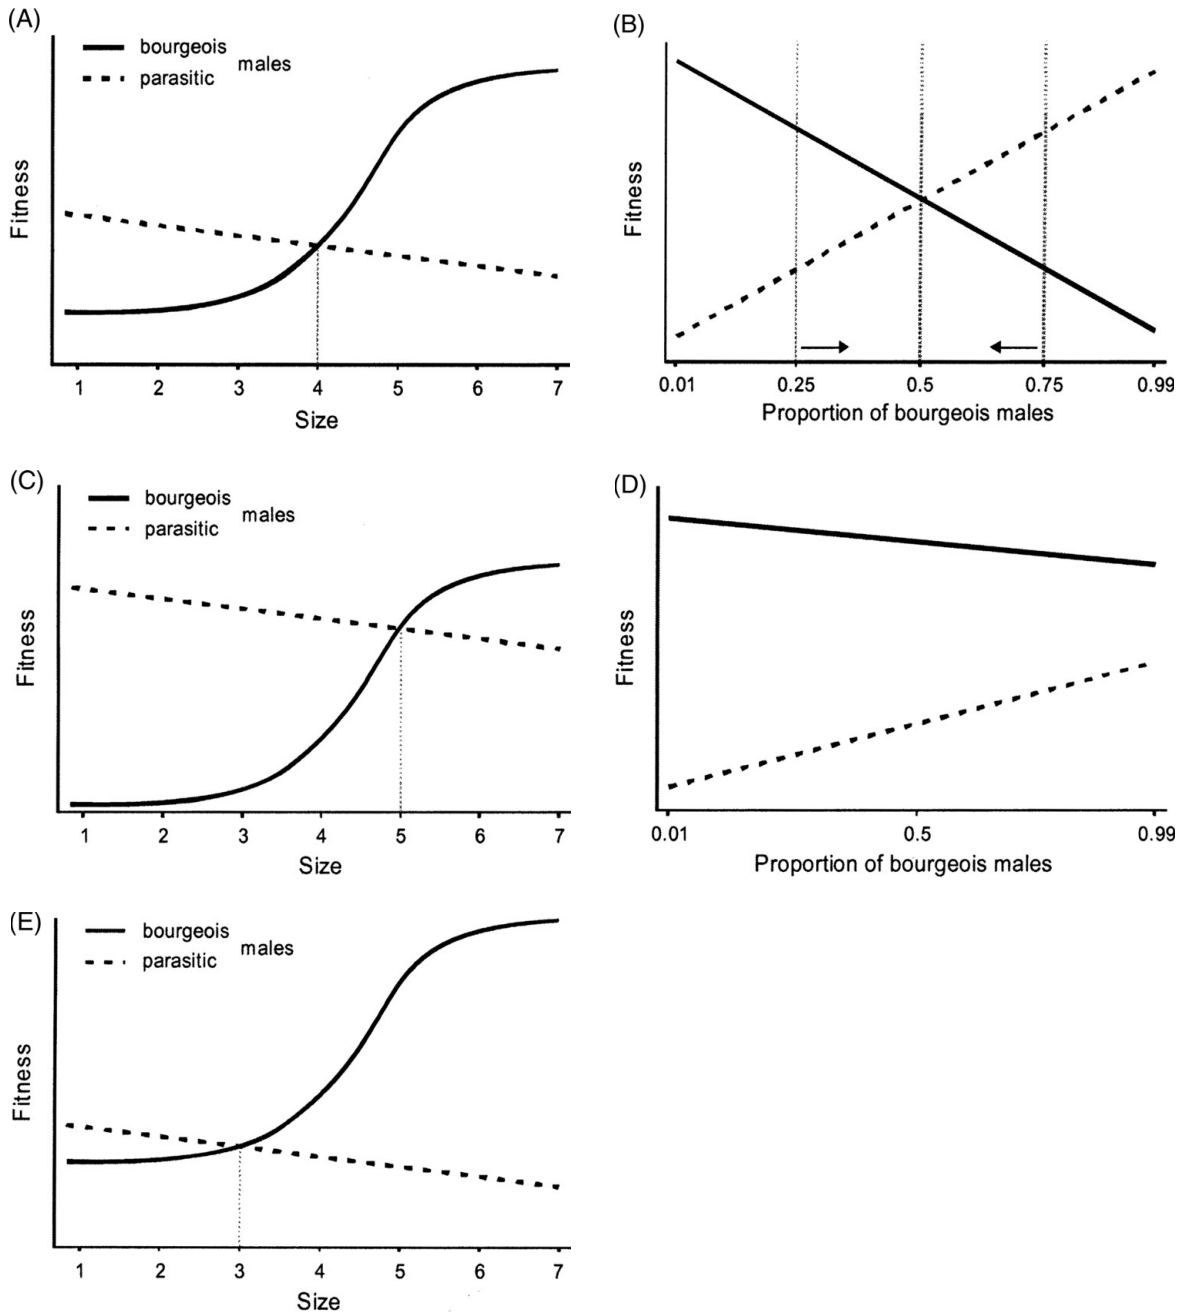 (A)
bourgeois
males
parasitic
Fitness
1 2 3 4 5 6 7
Size
(B)
Fitness
0.01 0.25 0.5 0.75 0.99
Proportion of bourgeois males
(C)
bourgeois
males
parasitic
Fitness
1 2 3 4 5 6 7
Size
(D)
Fitness
0.01 0.5 0.99
Proportion of bourgeois males
(E)
bourgeois
males
parasitic
Fitness
1 2 3 4 5 6 7
Size